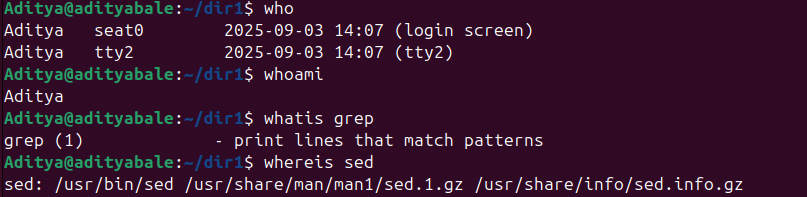 Aditya@adityabale:~/dir1$ who
Aditya   seat0        2025-09-03 14:07 (login screen)
Aditya   tty2         2025-09-03 14:07 (tty2)
Aditya@adityabale:~/dir1$ whoami
Aditya
Aditya@adityabale:~/dir1$ whatis grep
grep (1)             - print lines that match patterns
Aditya@adityabale:~/dir1$ whereis sed
sed: /usr/bin/sed /usr/share/man/man1/sed.1.gz /usr/share/info/sed.info.gz